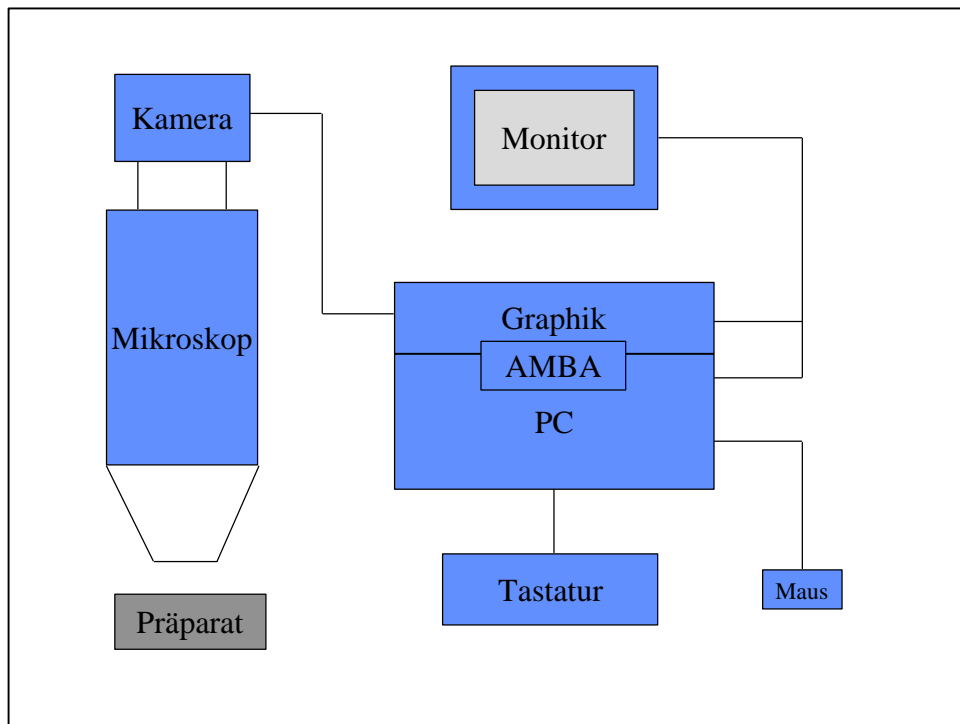 Kamera
Monitor
Mikroskop
Graphik
AMBA
PC
Tastatur
Maus
Präparat